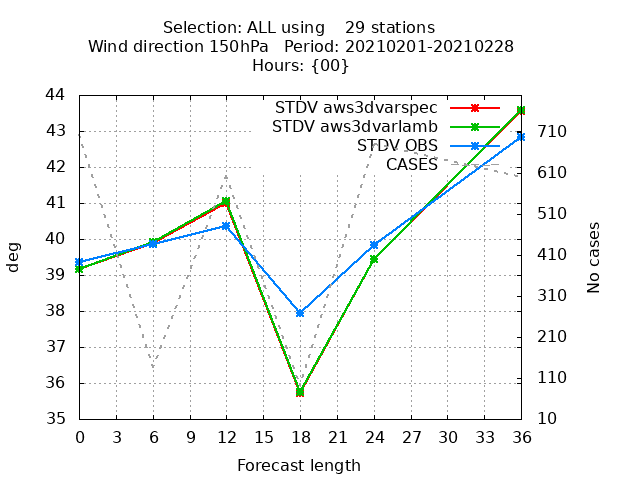 Selection: ALL using    29 stations
Wind direction 150hPa   Period: 20210201-20210228
Hours: {00}
STDV aws3dvarspec
STDV aws3dvarlamb
STDV OBS
CASES
44
43
42
41
40
39
38
37
36
35
deg
710
610
510
410
310
210
110
10
No cases
0 3 6 9 12 15 18 21 24 27 30 33 36
Forecast length